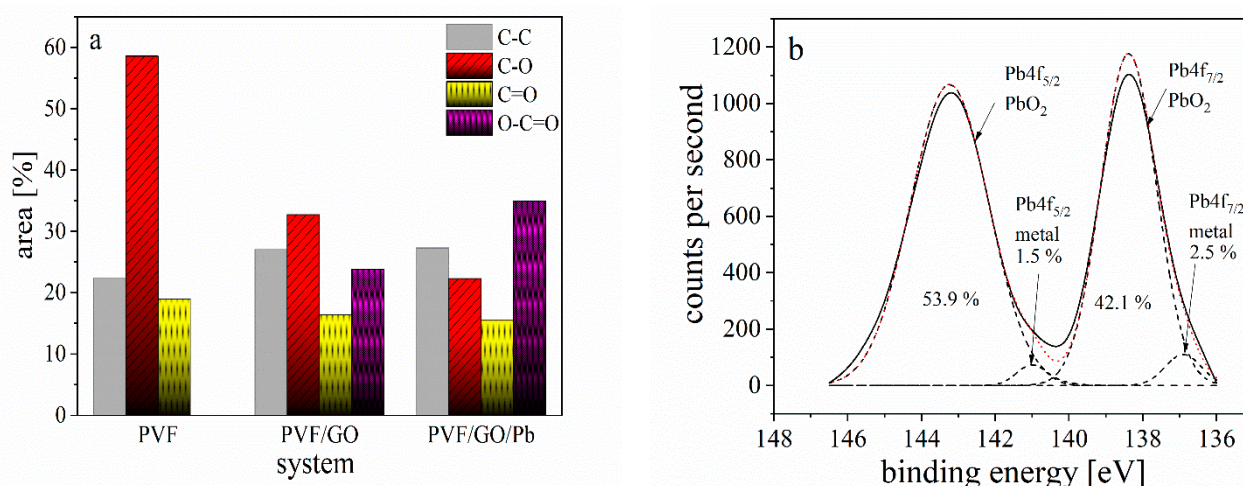 a
C-C
C-O
C=O
O-C=O
60
50
40
30
20
10
0
area [%]
PVF
PVF/GO
PVF/GO/Pb
system
b
1200
1000
800
600
400
200
0
counts per second
Pb4f5/2
PbO2
Pb4f7/2
PbO2
Pb4f5/2
metal
1.5 %
Pb4f7/2
metal
2.5 %
53.9 %
42.1 %
148 146 144 142 140 138 136
binding energy [eV]